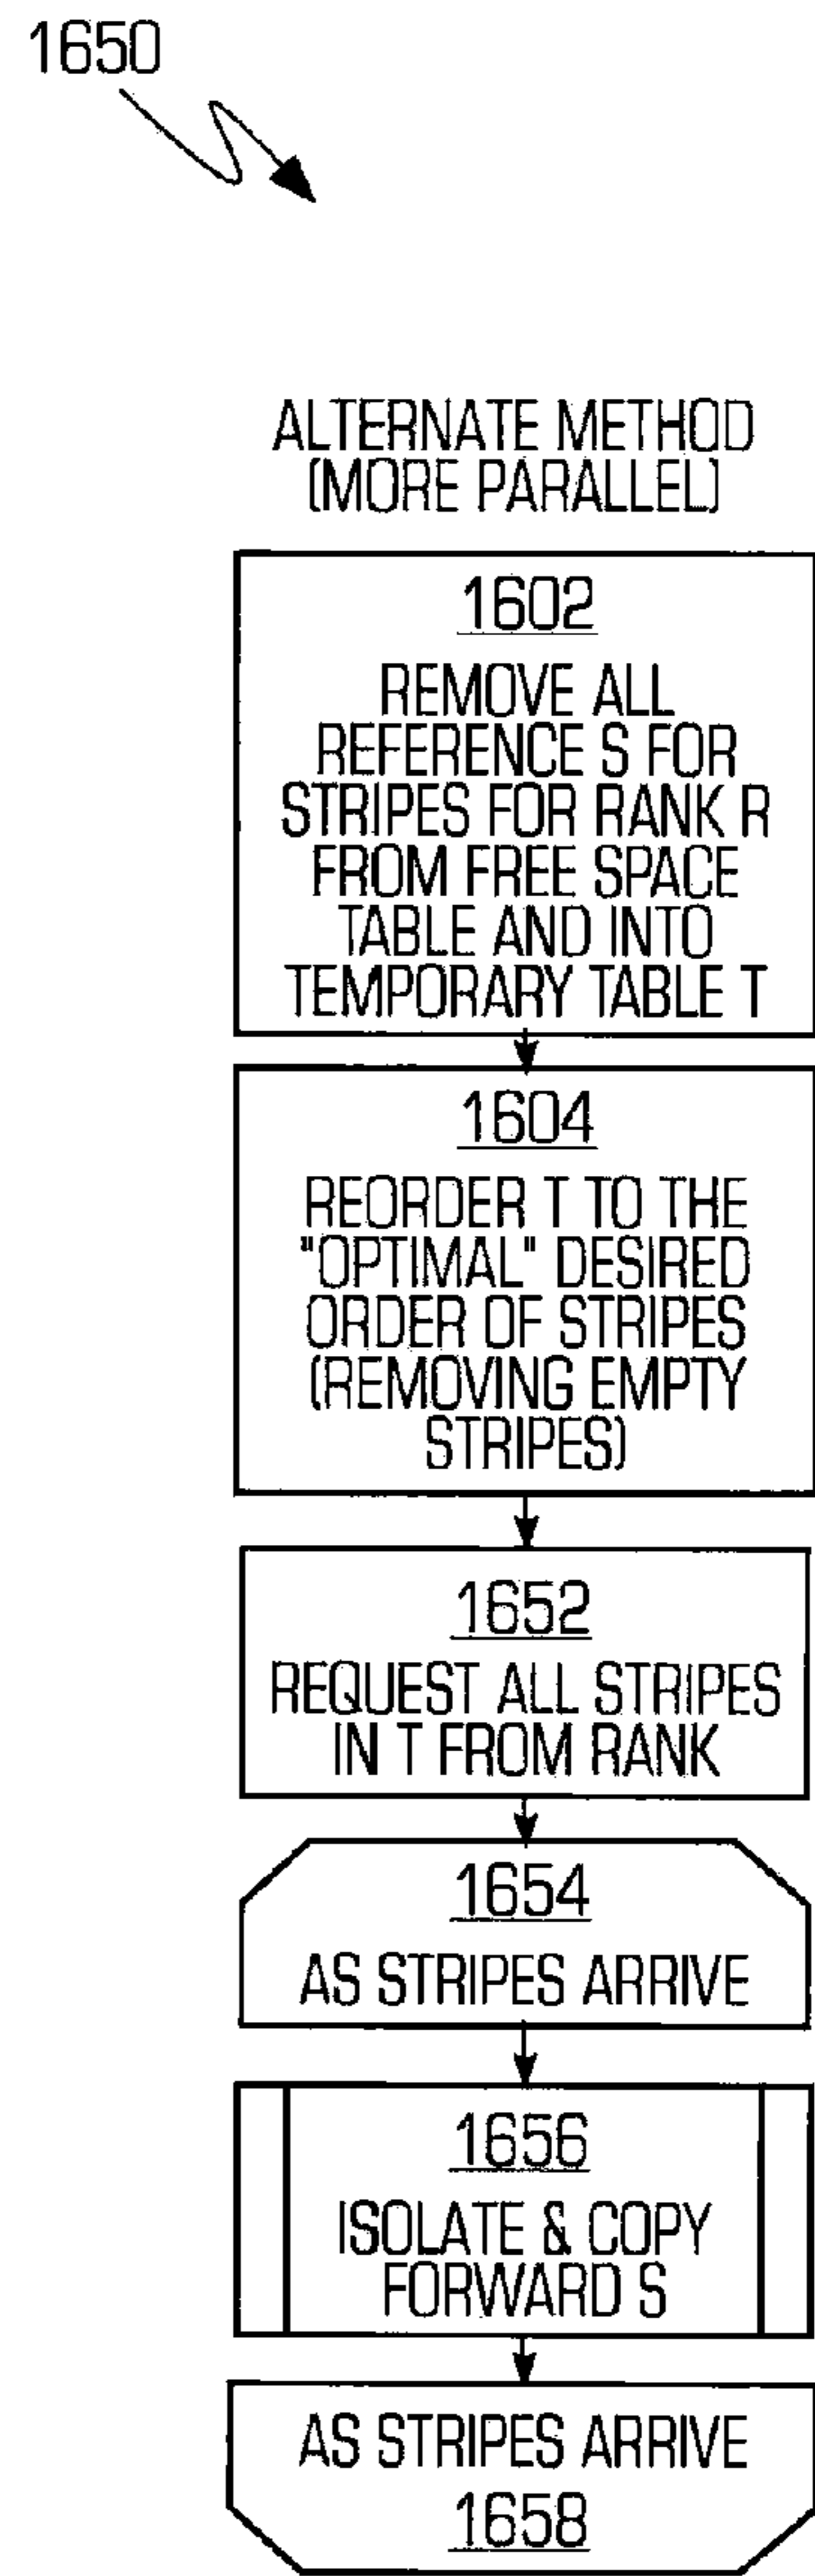 1650
ALTERNATE METHOD
(MORE PARALLEL)
1602
REMOVE ALL
REFERENCE S FOR
STRIPES FOR RANK R
FROM FREE SPACE
TABLE AND INTO
TEMPORARY TABLE T
1604
REORDER T TO THE
"OPTIMAL" DESIRED
ORDER OF STRIPES
(REMOVING EMPTY
STRIPES)
1652
REQUEST ALL STRIPES
IN T FROM RANK
1654
AS STRIPES ARRIVE
1656
ISOLATE & COPY
FORWARD S
AS STRIPES ARRIVE
1658